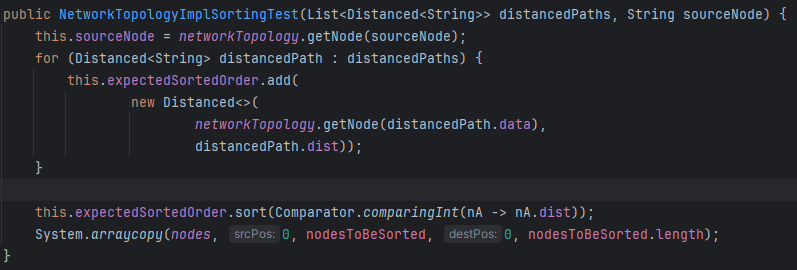 public NetworkTopologyImplSortingTest(List<Distanced<String>> distancedPaths, String sourceNode) {
this.sourceNode = networkTopology.getNode(sourceNode);
for (Distanced<String> distancedPath : distancedPaths) {
this.expectedSortedOrder.add(
new Distanced<>(
networkTopology.getNode(distancedPath.data),
distancedPath.dist));
}
this.expectedSortedOrder.sort(Comparator.comparingInt(nA -> nA.dist));
System.arraycopy(nodes, srcPos: 0, nodesToBeSorted, destPos: 0, nodesToBeSorted.length);
}